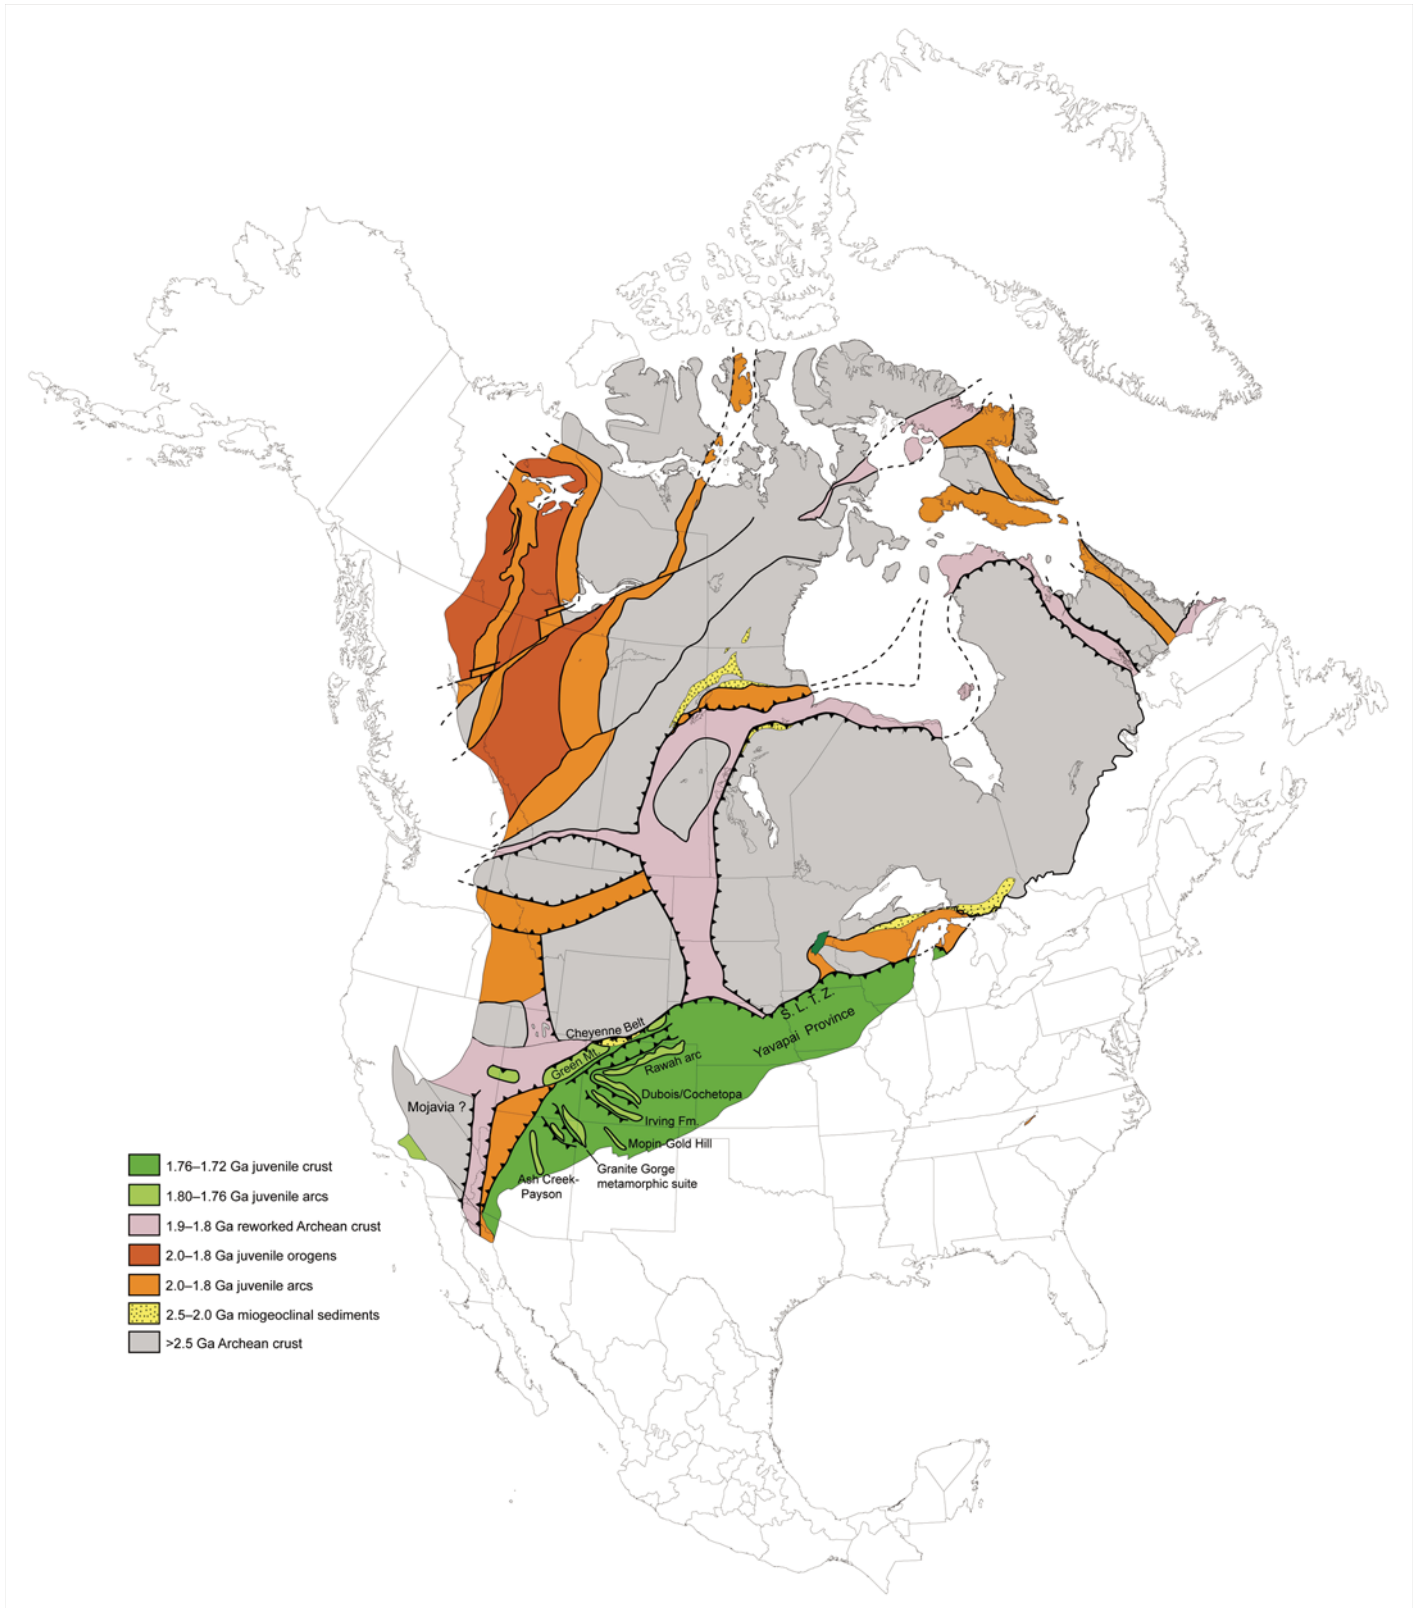 S. L. T. Z.
Yavapai Province
Cheyenne Belt
Green Mt.
Rawah arc
Dubois/Cochetopa
Mojavia ?
Irving Fm.
Mopin-Gold Hill
Granite Gorge
metamorphic suite
Ash Creek-
Payson
1.76–1.72 Ga juvenile crust
1.80–1.76 Ga juvenile arcs
1.9–1.8 Ga reworked Archean crust
2.0–1.8 Ga juvenile orogens
2.0–1.8 Ga juvenile arcs
2.5–2.0 Ga miogeoclinal sediments
>2.5 Ga Archean crust